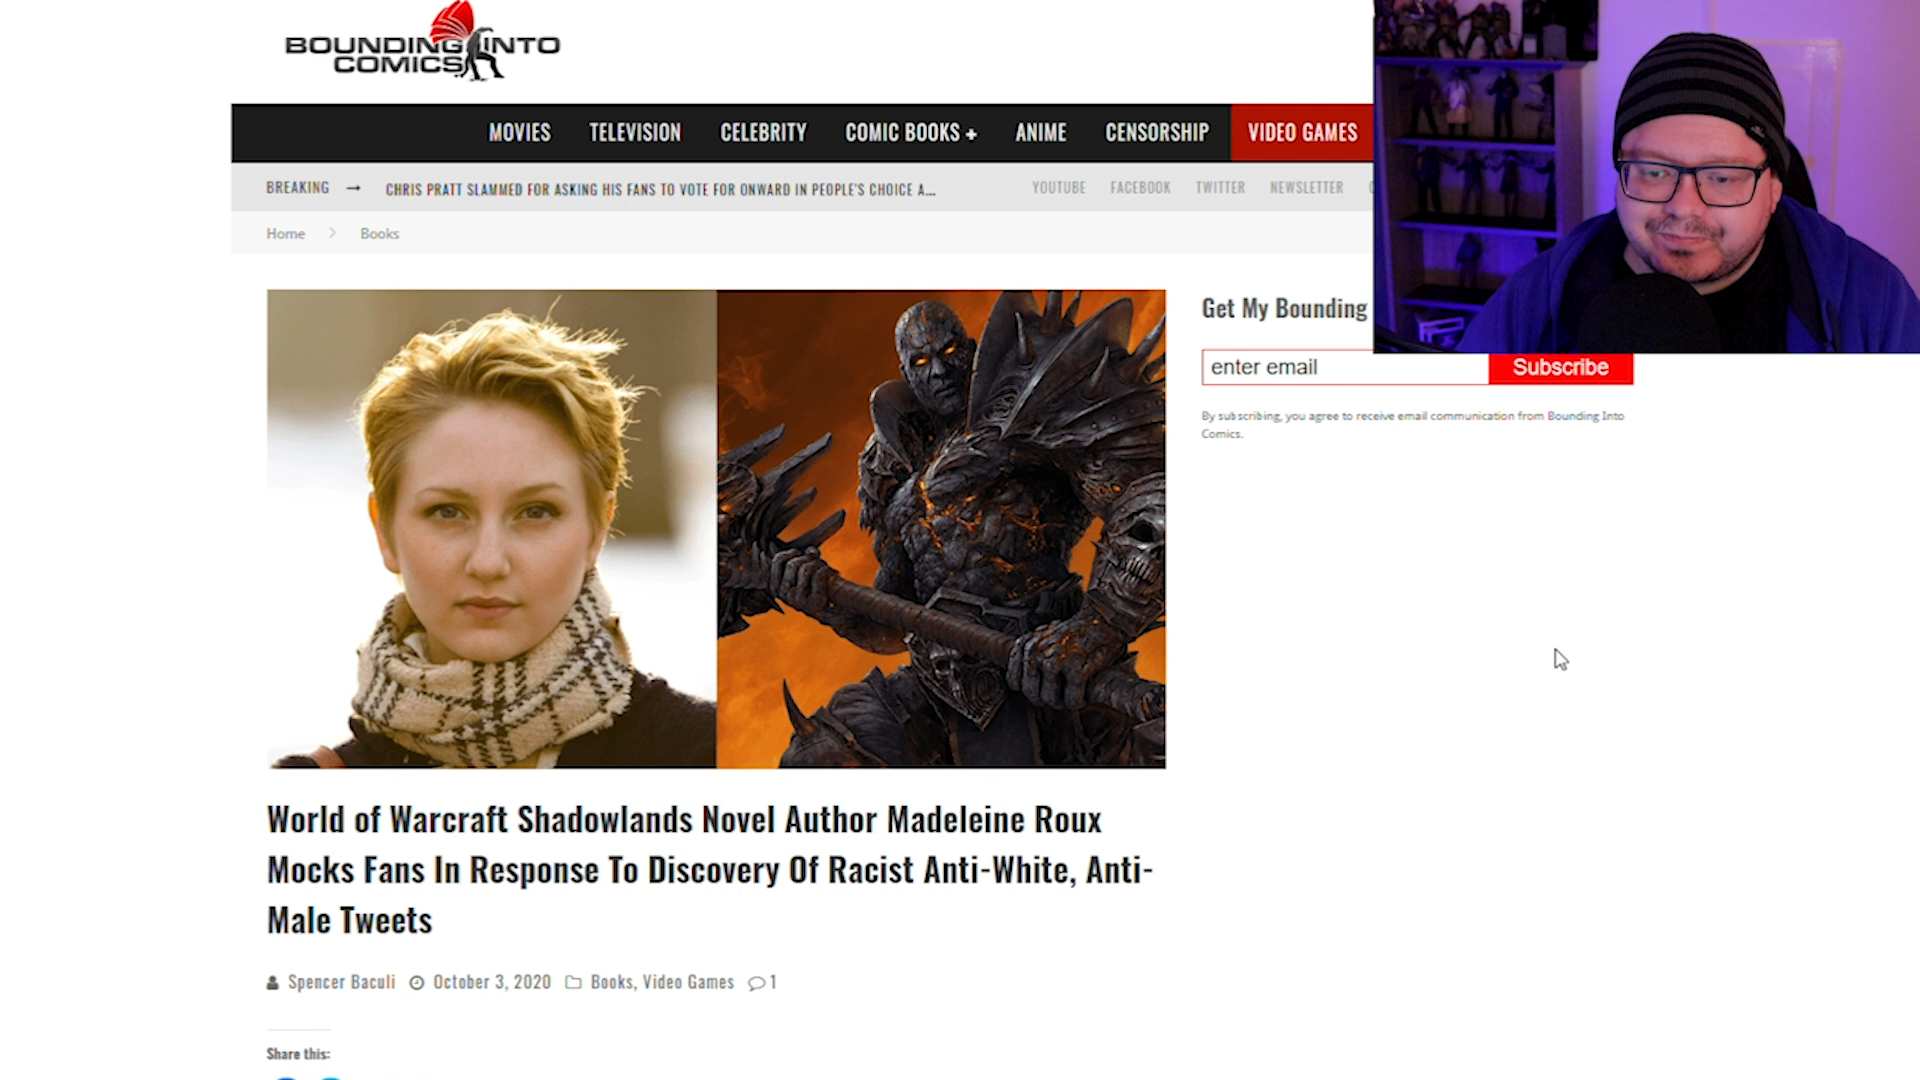 BOUNDING INTO
COMICS
MOVIES TELEVISION CELEBRITY COMIC BOOKS + ANIME CENSORSHIP VIDEO GAMES
BREAKING → CHRIS PRATT SLAMMED FOR ASKING HIS FANS TO VOTE FOR ONWARD IN PEOPLE'S CHOICE A... YOUTUBE FACEBOOK TWITTER NEWSLETTER
Home > Books
Get My Bounding
enter email Subscribe
By subscribing, you agree to receive email communication from Bounding Into
Comics.
World of Warcraft Shadowlands Novel Author Madeleine Roux
Mocks Fans In Response To Discovery Of Racist Anti-White, Anti-
Male Tweets
Spencer Baculi October 3, 2020 Books, Video Games 1
Share this: